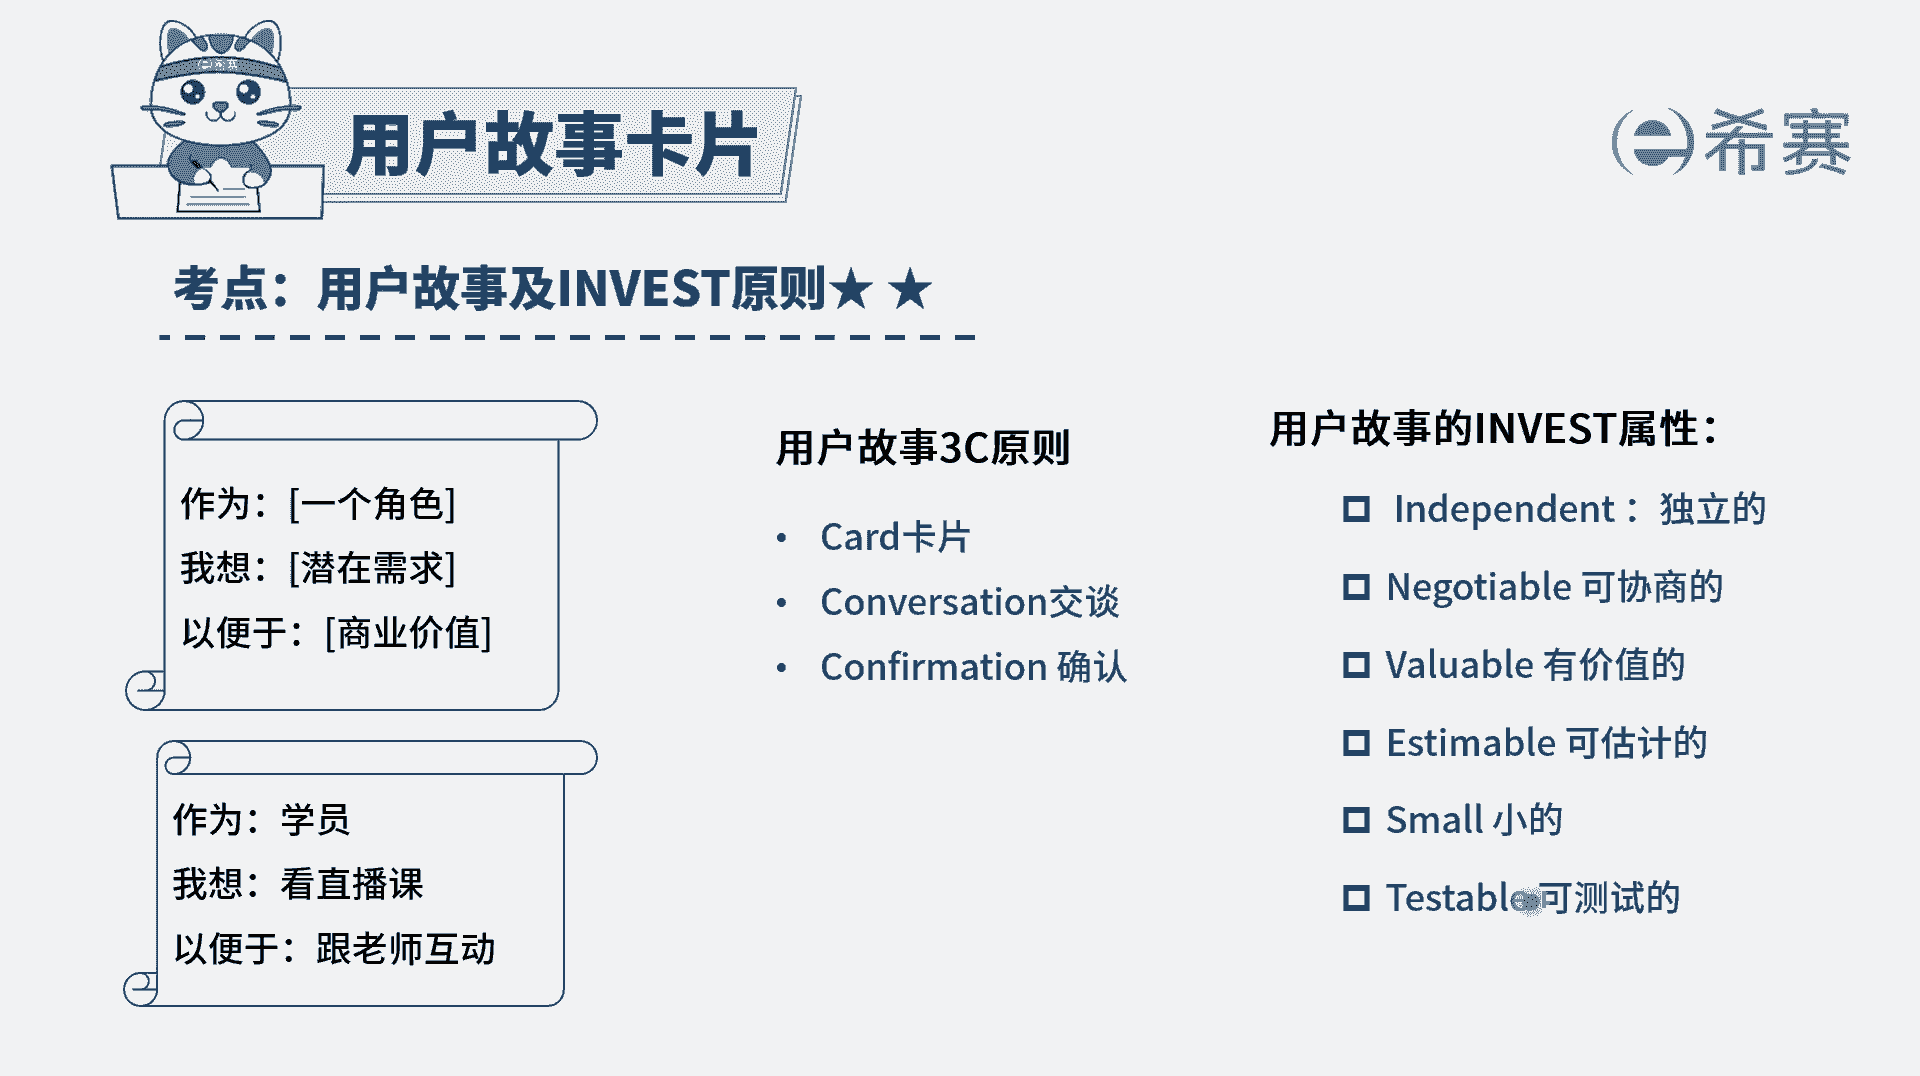 希赛
用户故事卡片
希赛
考点：用户故事及INVEST原则★ ★
作为：[一个角色]
我想：[潜在需求]
以便于：[商业价值]
作为：学员
我想：看直播课
以便于：跟老师互动
用户故事3C原则
• Card卡片
• Conversation交谈
• Confirmation 确认
用户故事的INVEST属性：
Independent ：独立的
Negotiable 可协商的
Valuable 有价值的
Estimable 可估计的
Small 小的
Testable 可测试的